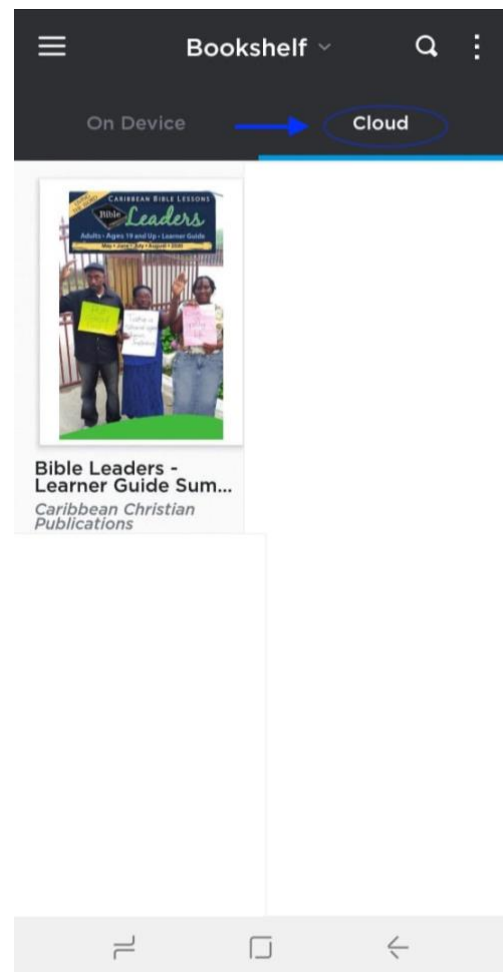 Bookshelf
On Device
Cloud
CARIBBEAN BIBLE LESSONS
Bible Leaders
Adults • Ages 19 and Up • Learner Guide
May • June • July • August • 2020
Bible Leaders -
Learner Guide Sum...
Caribbean Christian
Publications